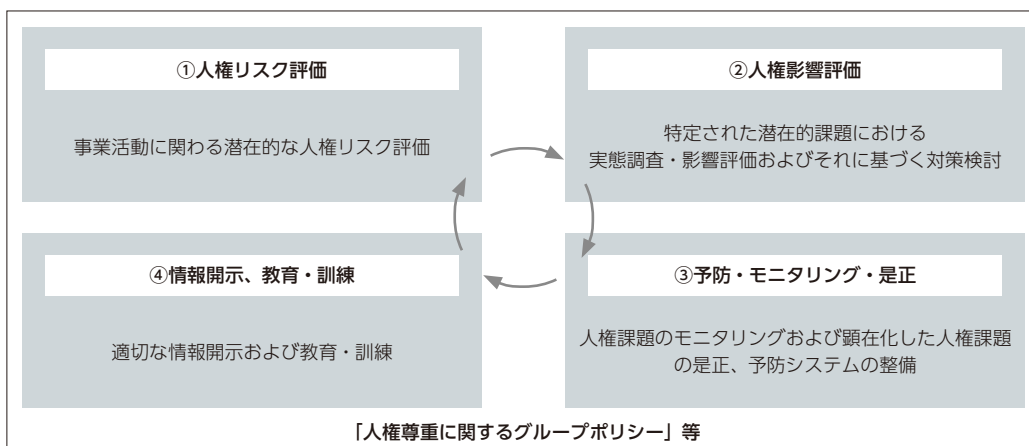 ①人権リスク評価
事業活動に関わる潜在的な人権リスク評価
②人権影響評価
特定された潜在的課題における
実態調査・影響評価およびそれに基づく対策検討
③予防・モニタリング・是正
人権課題のモニタリングおよび顕在化した人権課題
の是正、予防システムの整備
④情報開示、教育・訓練
適切な情報開示および教育・訓練
「人権尊重に関するグループポリシー」等